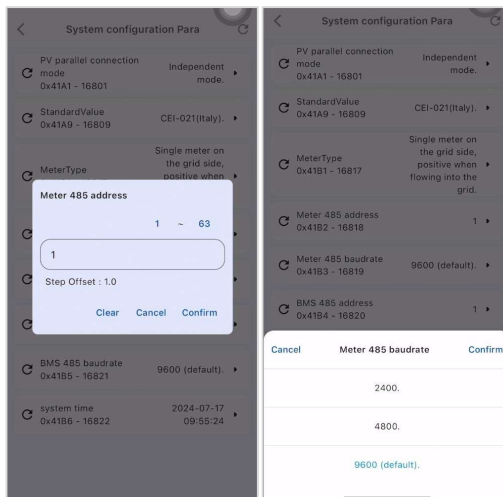 System configuration Para
PV parallel connection
mode
0x41A1 - 16801
Independent
mode.
StandardValue
0x41A9 - 16809
CEI-021(Italy).
MeterType
Single meter on
the grid side,
positive when
Meter 485 address
1 ~ 63
1
Step Offset : 1.0
Clear Cancel Confirm
BMS 485 baudrate
0x41B5 - 16821
9600 (default).
system time
0x41B6 - 16822
2024-07-17
09:55:24
System configuration Para
PV parallel connection
mode
0x41A1 - 16801
Independent
mode.
StandardValue
0x41A9 - 16809
CEI-021(Italy).
MeterType
0x41B1 - 16817
Single meter on
the grid side,
positive when
flowing into the
grid.
Meter 485 address
0x41B2 - 16818
1
Meter 485 baudrate
0x41B3 - 16819
9600 (default).
BMS 485 address
0x41B4 - 16820
1
Cancel Meter 485 baudrate Confirm
2400.
4800.
9600 (default).